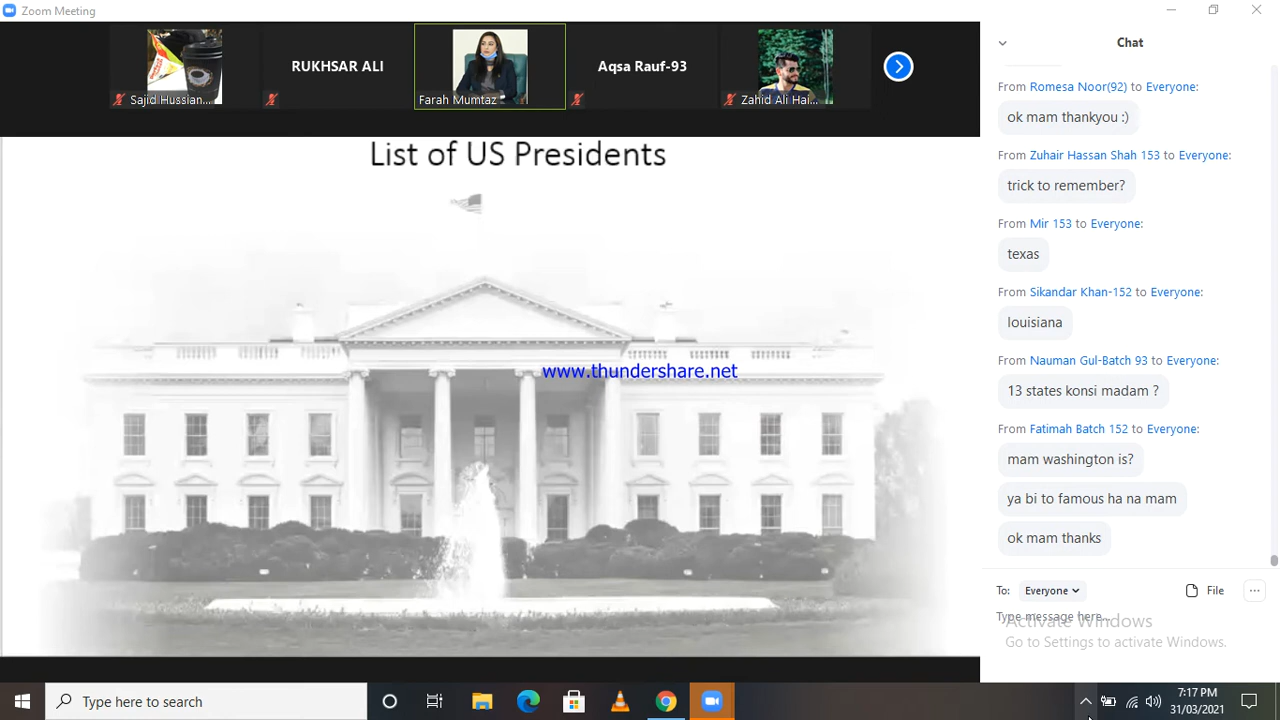 Zoom Meeting
Sajid Hussian...
RUKHSAR ALI
Farah Mumtaz
Aqsa Rauf-93
Zahid Ali Hai...
List of US Presidents
www.thundershare.net
Chat
From Romesa Noor(92) to Everyone:
ok mam thankyou :)
From Zuhair Hassan Shah 153 to Everyone:
trick to remember?
From Mir 153 to Everyone:
texas
From Sikandar Khan-152 to Everyone:
louisiana
From Nauman Gul-Batch 93 to Everyone:
13 states konsi madam ?
From Fatimah Batch 152 to Everyone:
mam washington is?
ya bi to famous ha na mam
ok mam thanks
To: Everyone
File
Type message here...
Activate Windows
Go to Settings to activate Windows.
Type here to search
7:17 PM
31/03/2021